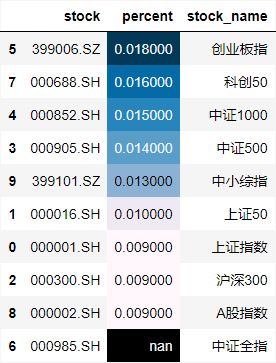 stock percent stock_name
5 399006.SZ 0.018000 创业板指
7 000688.SH 0.016000 科创50
4 000852.SH 0.015000 中证1000
3 000905.SH 0.014000 中证500
9 399101.SZ 0.013000 中小综指
1 000016.SH 0.010000 上证50
0 000001.SH 0.009000 上证指数
2 000300.SH 0.009000 沪深300
8 000002.SH 0.009000 A股指数
6 000985.SH nan 中证全指